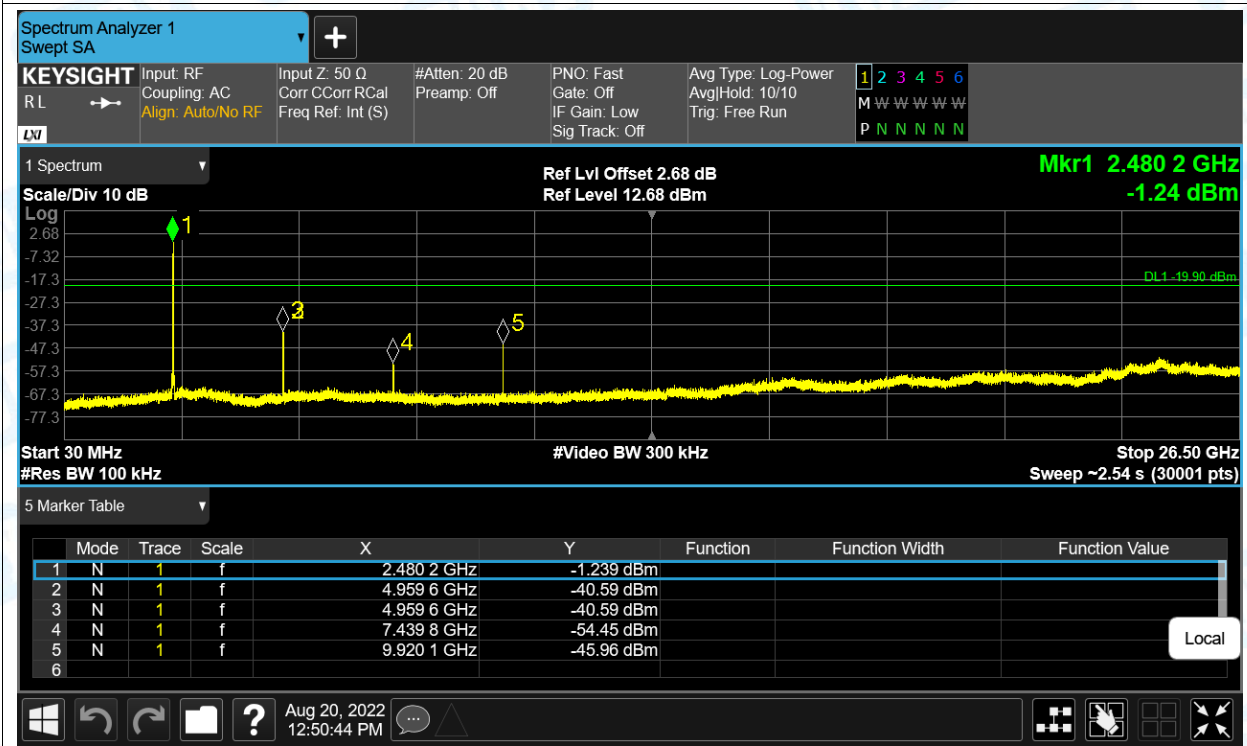 Spectrum Analyzer 1
Swept SA
+
KEYSIGHT
R L
LXI
Input: RF
Coupling: AC
Align: Auto/No RF
Input Z: 50 Ω
Corr CCorr RCal
Freq Ref: Int (S)
#Atten: 20 dB
Preamp: Off
PNO: Fast
Gate: Off
IF Gain: Low
Sig Track: Off
Avg Type: Log-Power
Avg|Hold: 10/10
Trig: Free Run
1 2 3 4 5 6
M W W W W W W
P N N N N N N
1 Spectrum
Scale/Div 10 dB
Ref Lvl Offset 2.68 dB
Ref Level 12.68 dBm
Mkr1 2.480 2 GHz
-1.24 dBm
Log
2.68
-7.32
-17.3
-27.3
-37.3
-47.3
-57.3
-67.3
-77.3
1
3
4
5
DL1 -19.90 dBm
Start 30 MHz
#Video BW 300 kHz
Stop 26.50 GHz
#Res BW 100 kHz
Sweep ~2.54 s (30001 pts)
5 Marker Table
Mode Trace Scale X Y Function Function Width Function Value
1 N 1 f 2.480 2 GHz -1.239 dBm
2 N 1 f 4.959 6 GHz -40.59 dBm
3 N 1 f 4.959 6 GHz -40.59 dBm
4 N 1 f 7.439 8 GHz -54.45 dBm
5 N 1 f 9.920 1 GHz -45.96 dBm
6
Local
?
Aug 20, 2022
12:50:44 PM